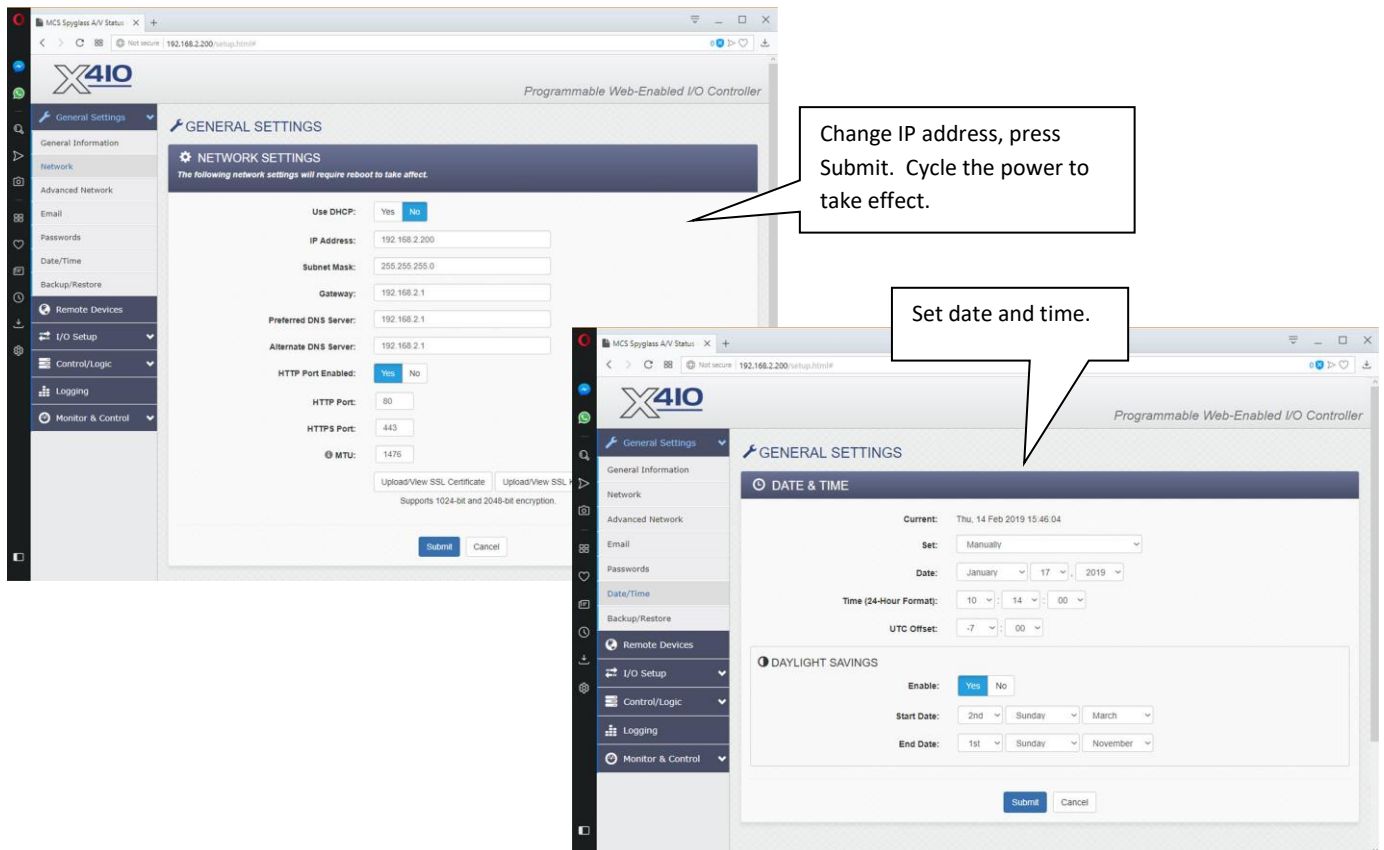 MCS Spyglass A/V Status
Not secure 192.168.2.200/setup.html#
X410
Programmable Web-Enabled I/O Controller
General Settings
General Information
Network
Advanced Network
Email
Passwords
Date/Time
Backup/Restore
Remote Devices
I/O Setup
Control/Logic
Logging
Monitor & Control
GENERAL SETTINGS
NETWORK SETTINGS
The following network settings will require reboot to take affect.
Use DHCP: Yes No
IP Address: 192.168.2.200
Subnet Mask: 255.255.255.0
Gateway: 192.168.2.1
Preferred DNS Server: 192.168.2.1
Alternate DNS Server: 192.168.2.1
HTTP Port Enabled: Yes No
HTTP Port: 80
HTTPS Port: 443
MTU: 1476
Upload/View SSL Certificate Upload/View SSL
Supports 1024-bit and 2048-bit encryption.
Submit Cancel
Change IP address, press
Submit. Cycle the power to
take effect.
Set date and time.
MCS Spyglass A/V Status
Not secure 192.168.2.200/setup.html#
X410
Programmable Web-Enabled I/O Controller
General Settings
General Information
Network
Advanced Network
Email
Passwords
Date/Time
Backup/Restore
Remote Devices
I/O Setup
Control/Logic
Logging
Monitor & Control
GENERAL SETTINGS
DATE & TIME
Current: Thu, 14 Feb 2019 15:46:04
Set: Manually
Date: January 17 , 2019
Time (24-Hour Format): 10 : 14 : 00
UTC Offset: -7 : 00
DAYLIGHT SAVINGS
Enable: Yes No
Start Date: 2nd Sunday March
End Date: 1st Sunday November
Submit Cancel